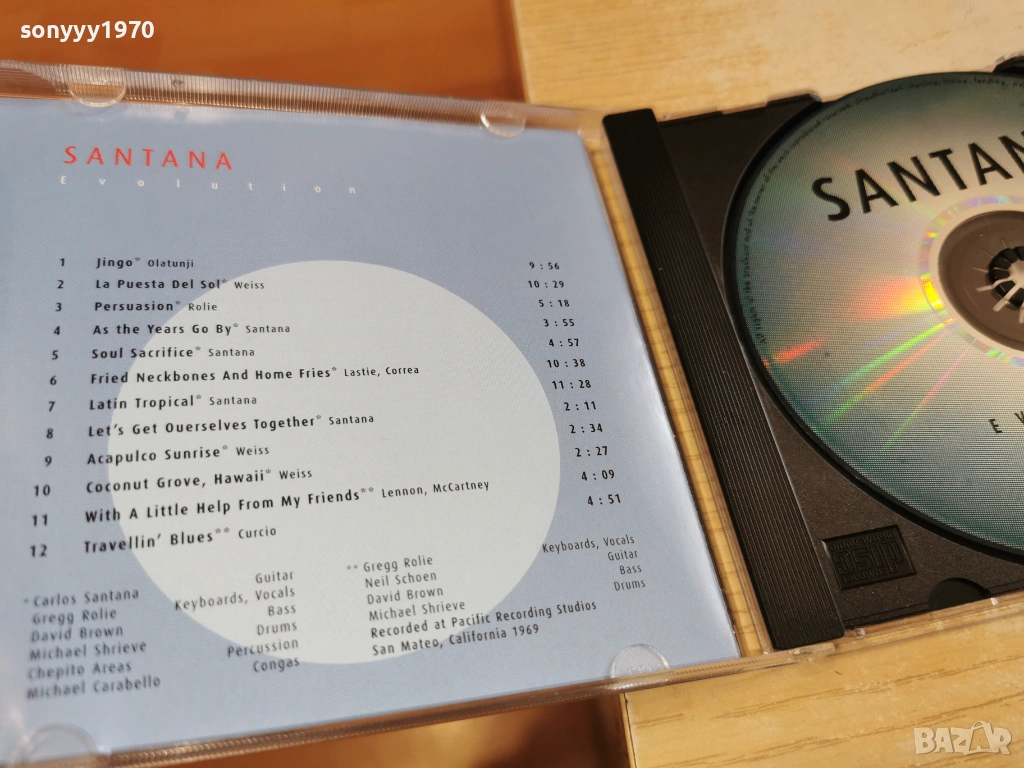 sonyyy1970
SANTANA
Evolution
1 Jingo* Olatunji 9 : 56
2 La Puesta Del Sol* Weiss 10 : 29
3 Persuasion* Rolie 5 : 18
4 As the Years Go By* Santana 3 : 55
5 Soul Sacrifice* Santana 4 : 57
6 Fried Neckbones And Home Fries* Lastie, Correa 10 : 38
7 Latin Tropical* Santana 11 : 28
8 Let's Get Ouerselves Together* Santana 2 : 11
9 Acapulco Sunrise* Weiss 2 : 34
10 Coconut Grove, Hawaii* Weiss 2 : 27
11 With A Little Help From My Friends** Lennon, McCartney 4 : 09
12 Travellin' Blues** Curcio 4 : 51
* Carlos Santana Guitar
Gregg Rolie Keyboards, Vocals
David Brown Bass
Michael Shrieve Drums
Chepito Areas Percussion
Michael Carabello Congas
** Gregg Rolie Keyboards, Vocals
Neil Schoen Guitar
David Brown Bass
Michael Shrieve Drums
Recorded at Pacific Recording Studios
San Mateo, California 1969
SANTAN
E V
BAZAR